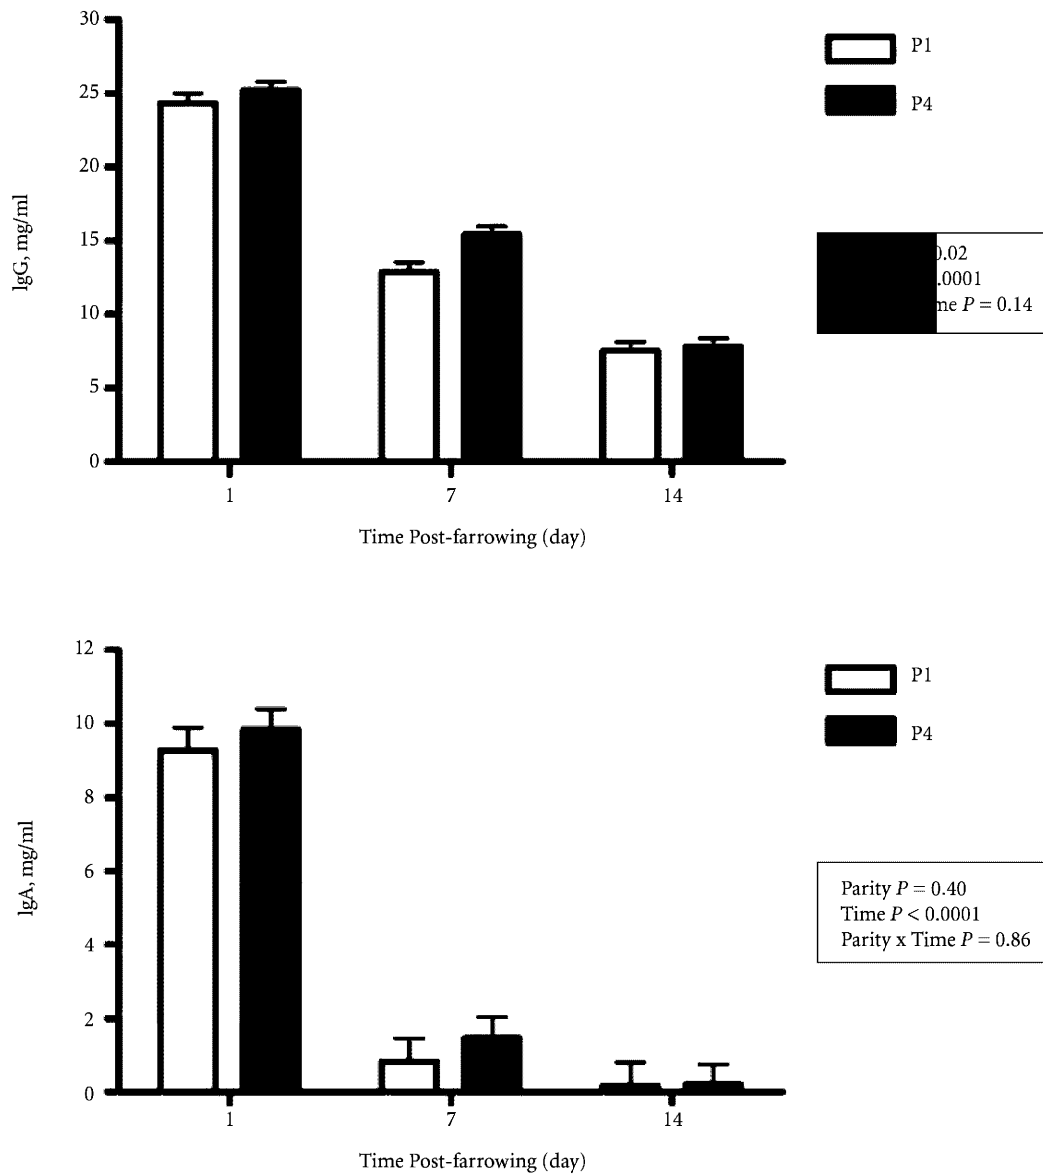 30
25
20
15
10
5
0
IgG, mg/ml
1 7 14
Time Post-farrowing (day)
P1
P4
0.02
.0001
P = 0.14
12
10
8
6
4
2
0
IgA, mg/ml
1 7 14
Time Post-farrowing (day)
P1
P4
Parity P = 0.40
Time P < 0.0001
Parity x Time P = 0.86